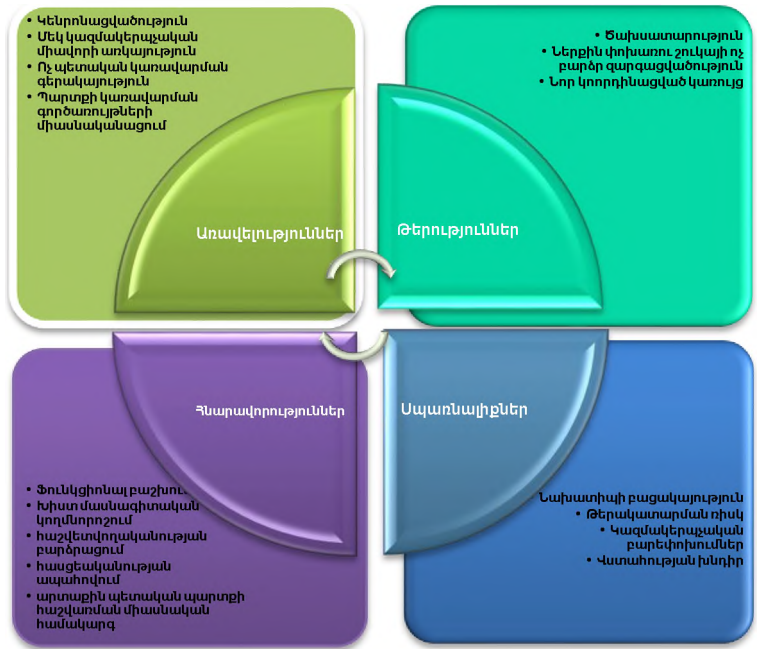 • Կենրոնացվածություն
• Մեկ կազմակերպչական
միավորի առկայություն
• Ոչ պետական կառավարման
գերակայություն
• Պարտքի կառավարման
գործառույթների
միասնականացում
Առավելություններ
• Ծախսատարություն
• Ներքին փոխառու շուկայի ոչ
բարձր զարգացվածություն
• Նոր կոորդինացված կառույց
Թերություններ
Հնարավորություններ
• Ֆունկցիոնալ բաշխում
• Խիստ մասնագիտական
կողմնորոշում
• հաշվետվողականության
բարձրացում
• հասցեականության
ապահովում
• արտաքին պետական պարտքի
հաշվառման միասնական
համակարգ
Սպառնալիքներ
Նախատիպի բացակայություն
• Թերակատարման ռիսկ
• Կազմակերպչական
բարեփոխումներ
• Վստահության խնդիր